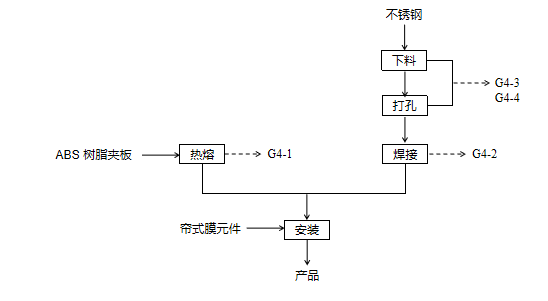 不锈钢
下料
G4-3
G4-4
打孔
ABS 树脂夹板
热熔
G4-1
焊接
G4-2
帘式膜元件
安装
产品